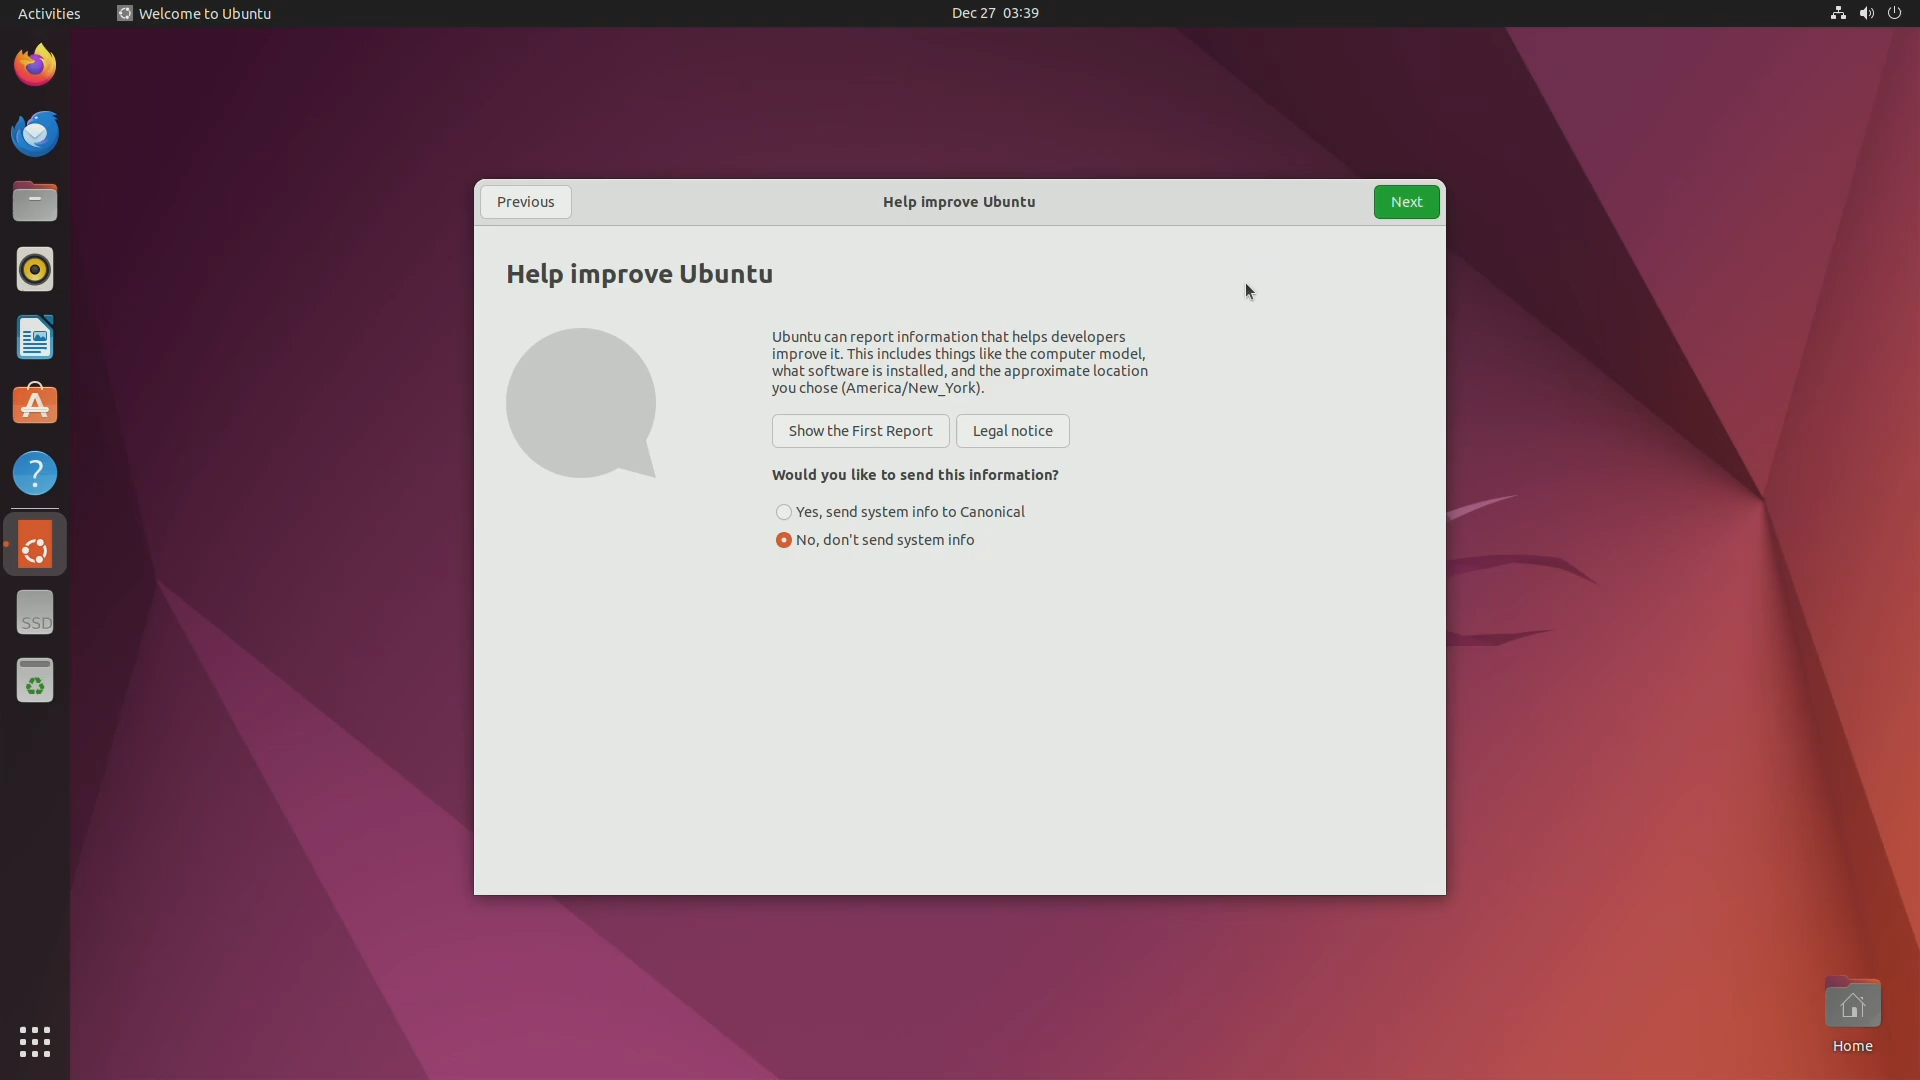 Activities
Welcome to Ubuntu
Dec 27 03:39
Previous
Help improve Ubuntu
Next
Help improve Ubuntu
Ubuntu can report information that helps developers
improve it. This includes things like the computer model,
what software is installed, and the approximate location
you chose (America/New_York).
Show the First Report
Legal notice
Would you like to send this information?
Yes, send system info to Canonical
No, don't send system info
SSD
Home